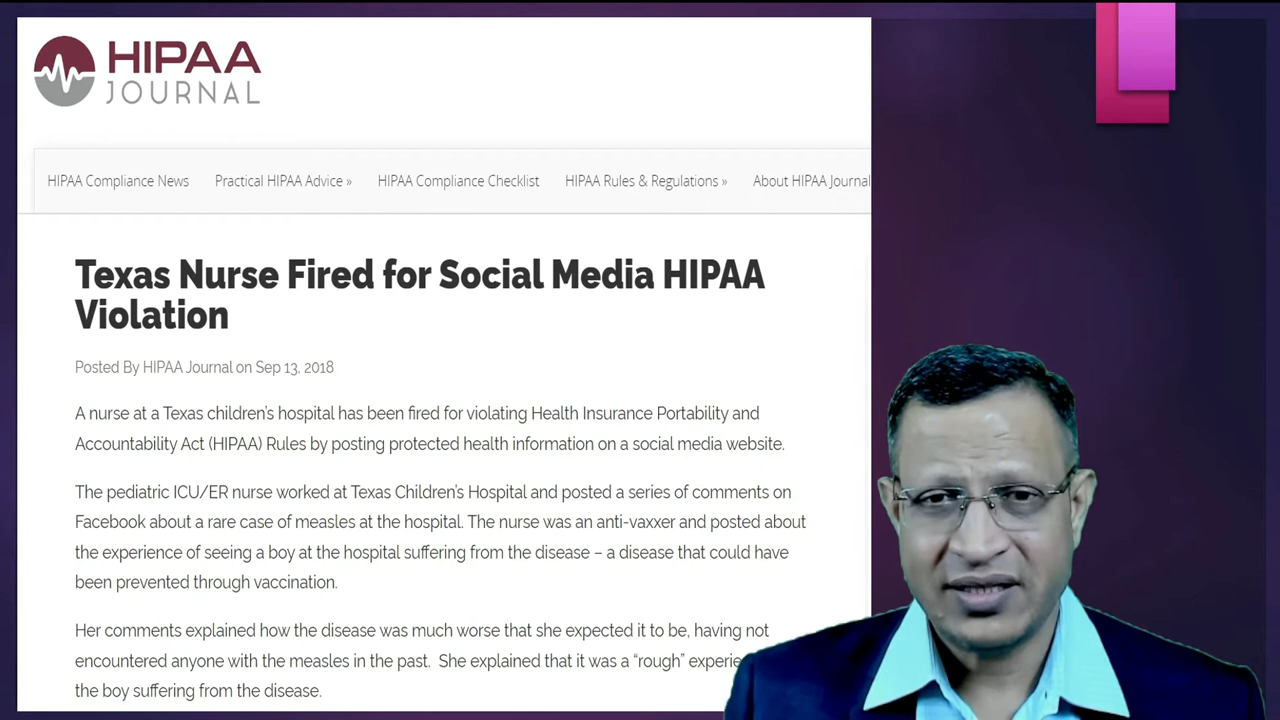 HIPAA
JOURNAL
HIPAA Compliance News Practical HIPAA Advice » HIPAA Compliance Checklist HIPAA Rules & Regulations » About HIPAA Journal
Texas Nurse Fired for Social Media HIPAA
Violation
Posted By HIPAA Journal on Sep 13, 2018
A nurse at a Texas children's hospital has been fired for violating Health Insurance Portability and
Accountability Act (HIPAA) Rules by posting protected health information on a social media website.
The pediatric ICU/ER nurse worked at Texas Children's Hospital and posted a series of comments on
Facebook about a rare case of measles at the hospital. The nurse was an anti-vaxxer and posted about
the experience of seeing a boy at the hospital suffering from the disease – a disease that could have
been prevented through vaccination.
Her comments explained how the disease was much worse that she expected it to be, having not
encountered anyone with the measles in the past. She explained that it was a "rough"
the boy suffering from the disease.